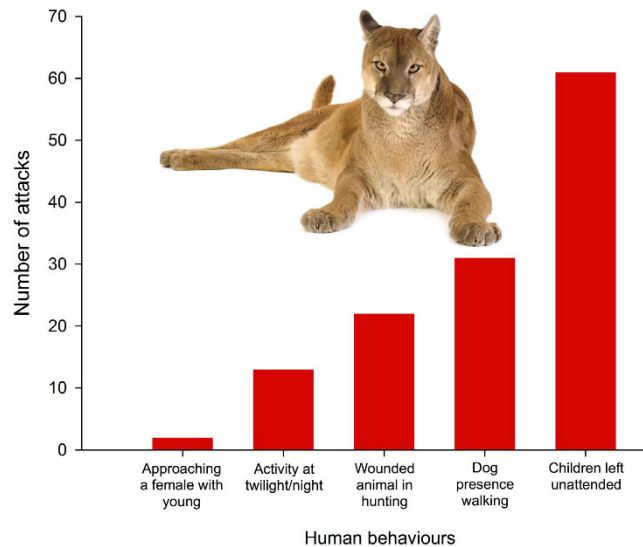 70
60
50
40
30
20
10
0
Number of attacks
Approaching
a female with
young
Activity at
twilight/night
Wounded
animal in
hunting
Dog
presence
walking
Children left
unattended
Human behaviours